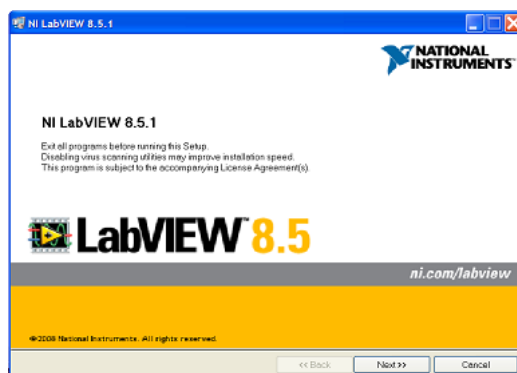 NI LabVIEW 8.5.1
NATIONAL
INSTRUMENTS™
NI LabVIEW 8.5.1
Exit all programs before running this Setup.
Disabling virus scanning utilities may improve installation speed.
This program is subject to the accompanying License Agreement(s)
LabVIEW™ 8.5
ni.com/labview
©2008 National Instruments. All rights reserved.
<< Back
Next >>
Cancel